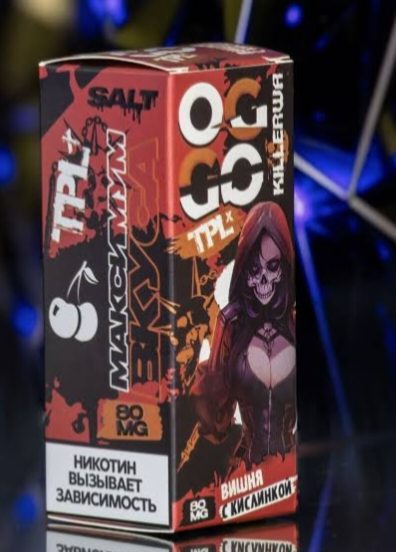 SALT
TPL+
МАКСИМУМ
ВКУСА
80
MG
НИКОТИН
ВЫЗЫВАЕТ
ЗАВИСИМОСТЬ
OG
GO
KILLERWA
TPL+
80
MG
ВИШНЯ
С КИСЛИНКОЙ